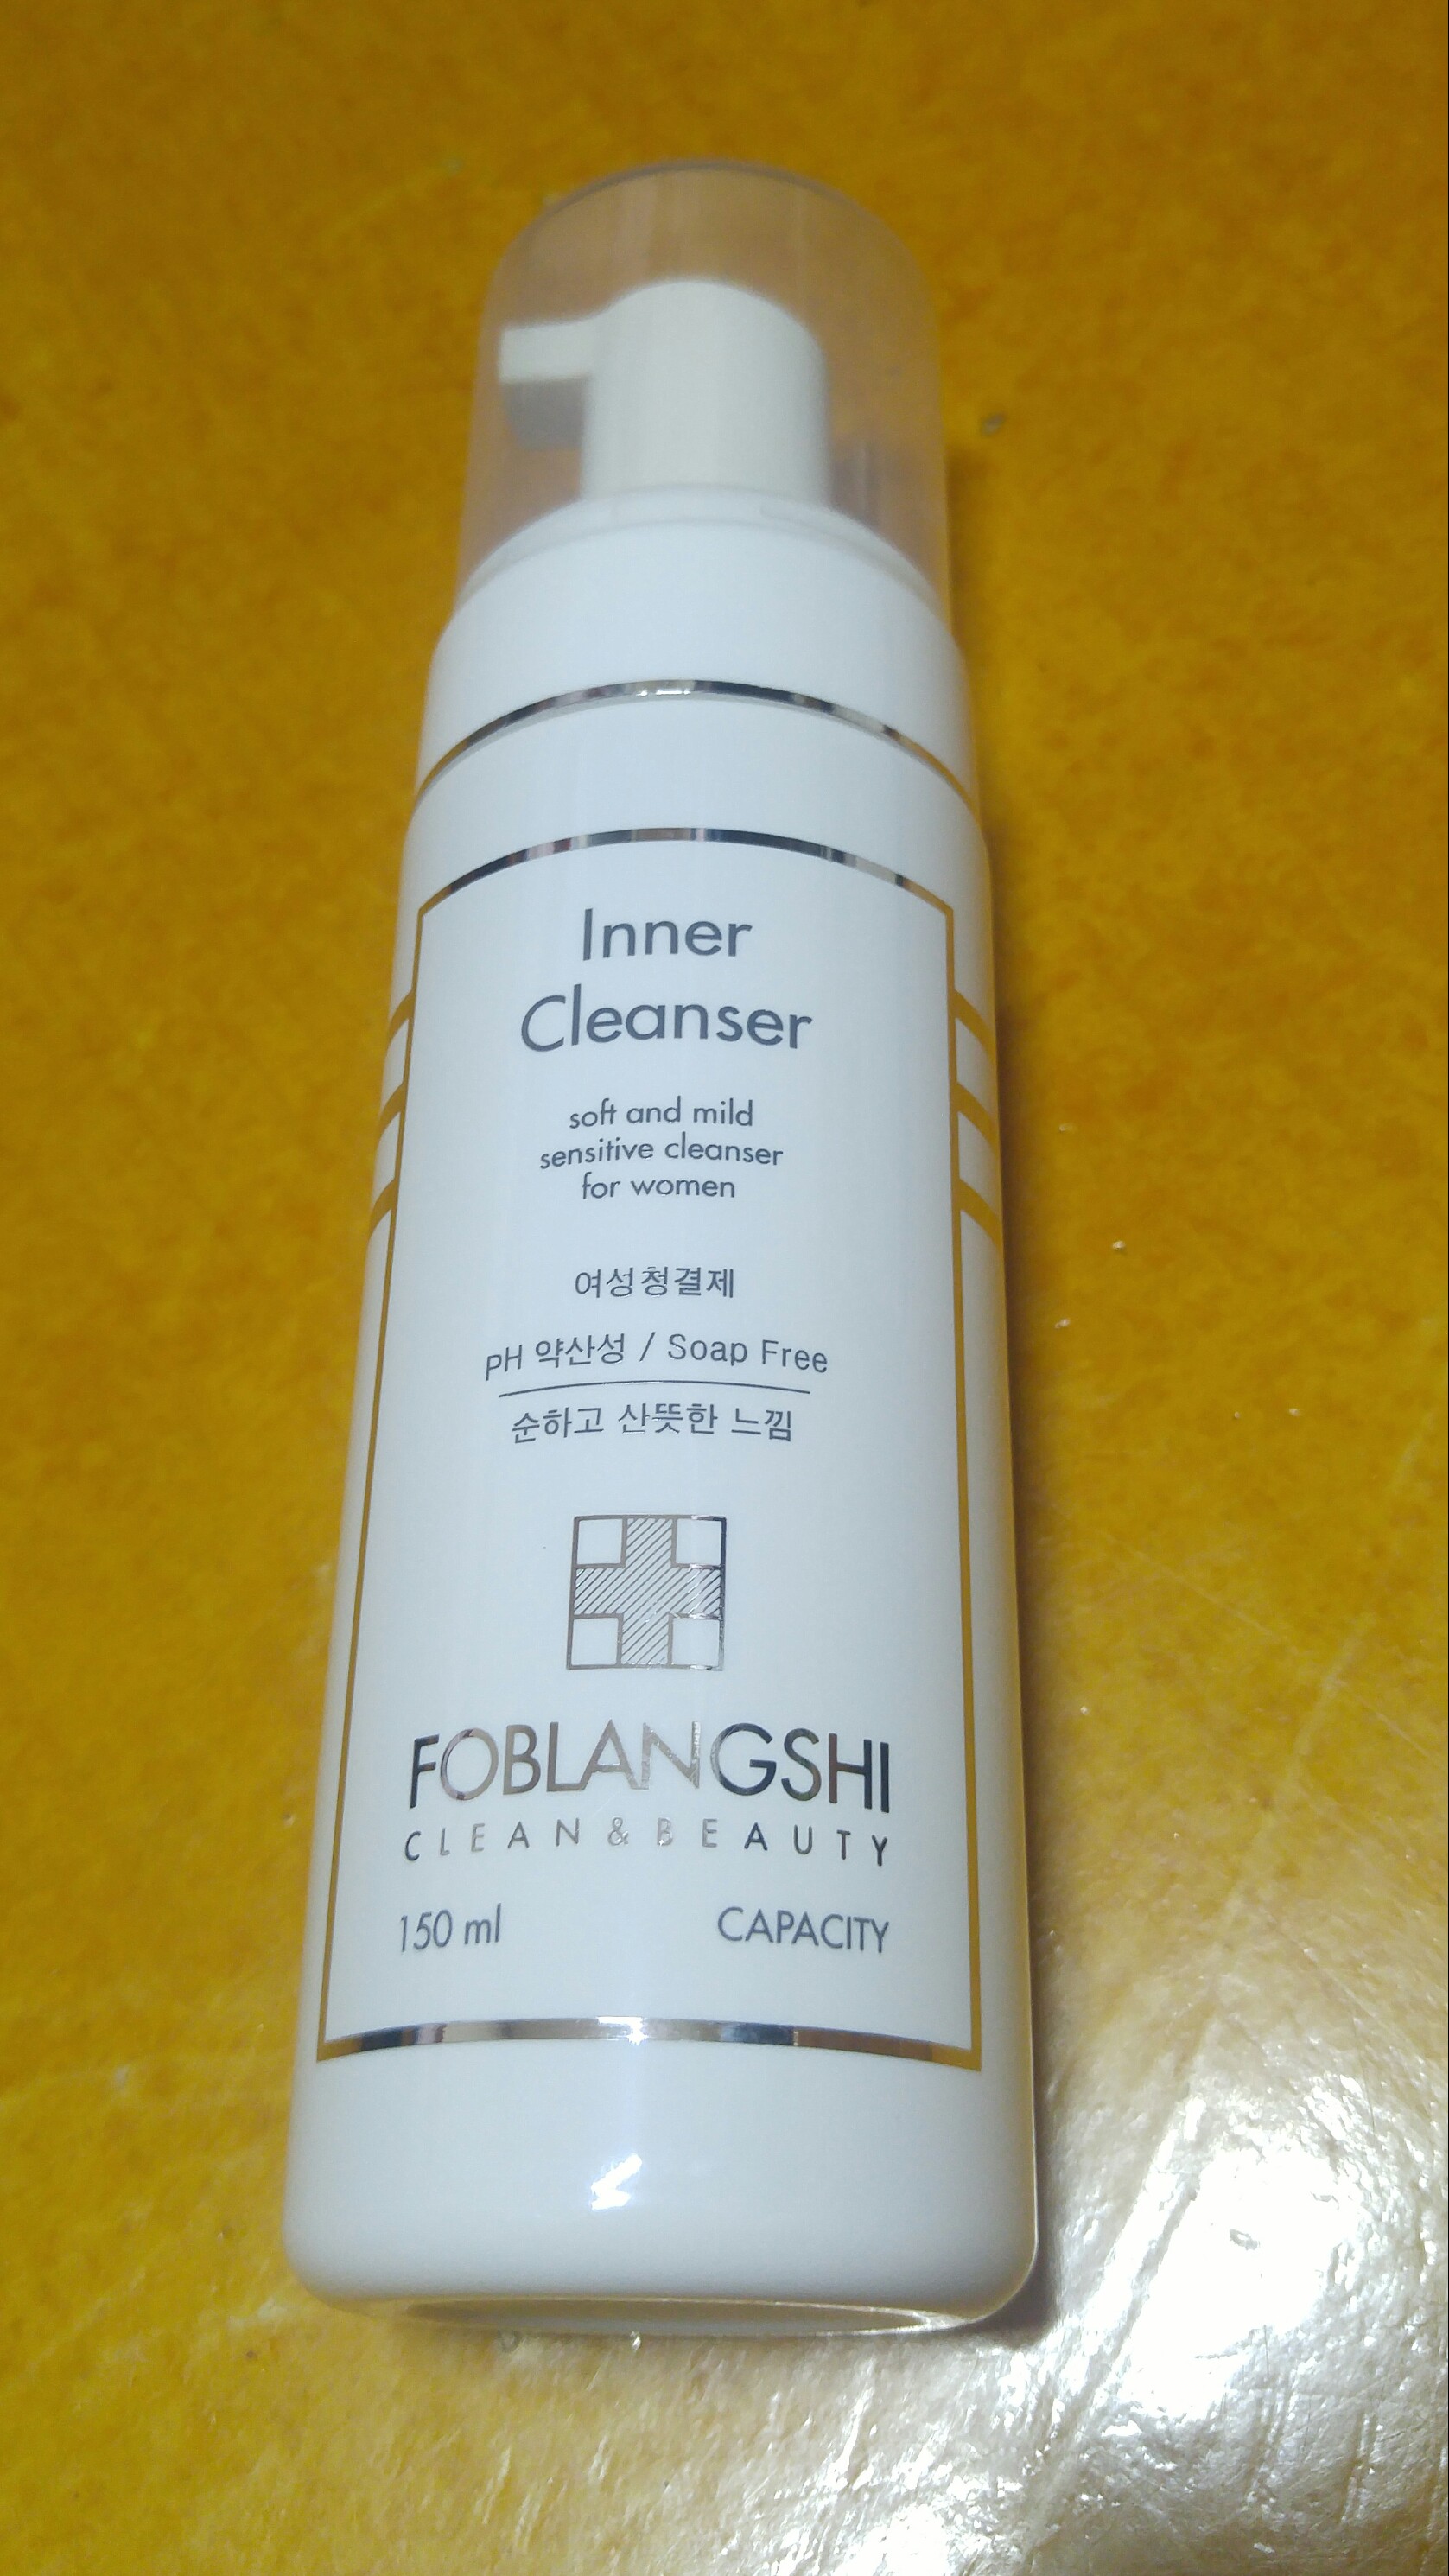 Inner
Cleanser
soft and mild
sensitive cleanser
for women
여성청결제
PH 약산성 / Soap Free
순하고 산뜻한 느낌
FOBLANGSHI
CLEAN&BEAUTY
150 ml CAPACITY